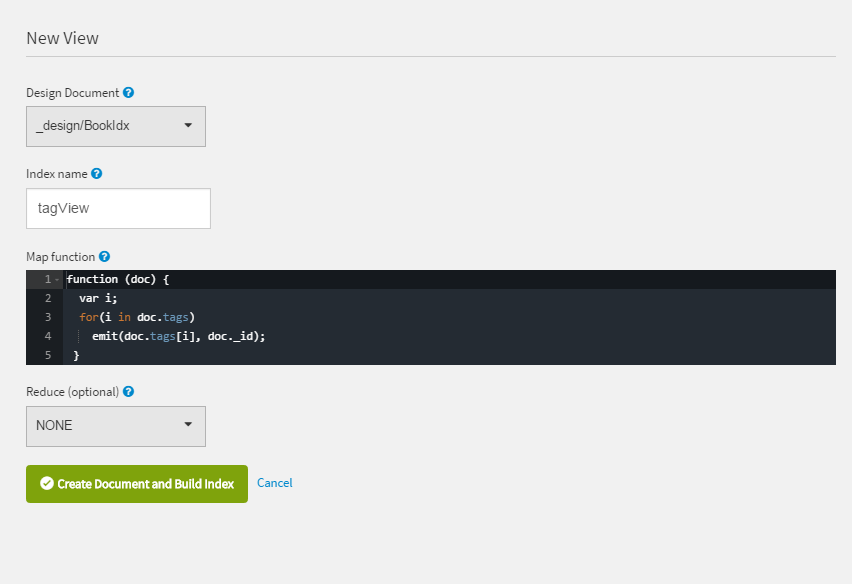 New View
Design Document ?
_design/BookIdx
Index name ?
tagView
Map function ?
1 function (doc) {
2 var i;
3 for(i in doc.tags)
4 emit(doc.tags[i], doc._id);
5 }
Reduce (optional) ?
NONE
Create Document and Build Index Cancel